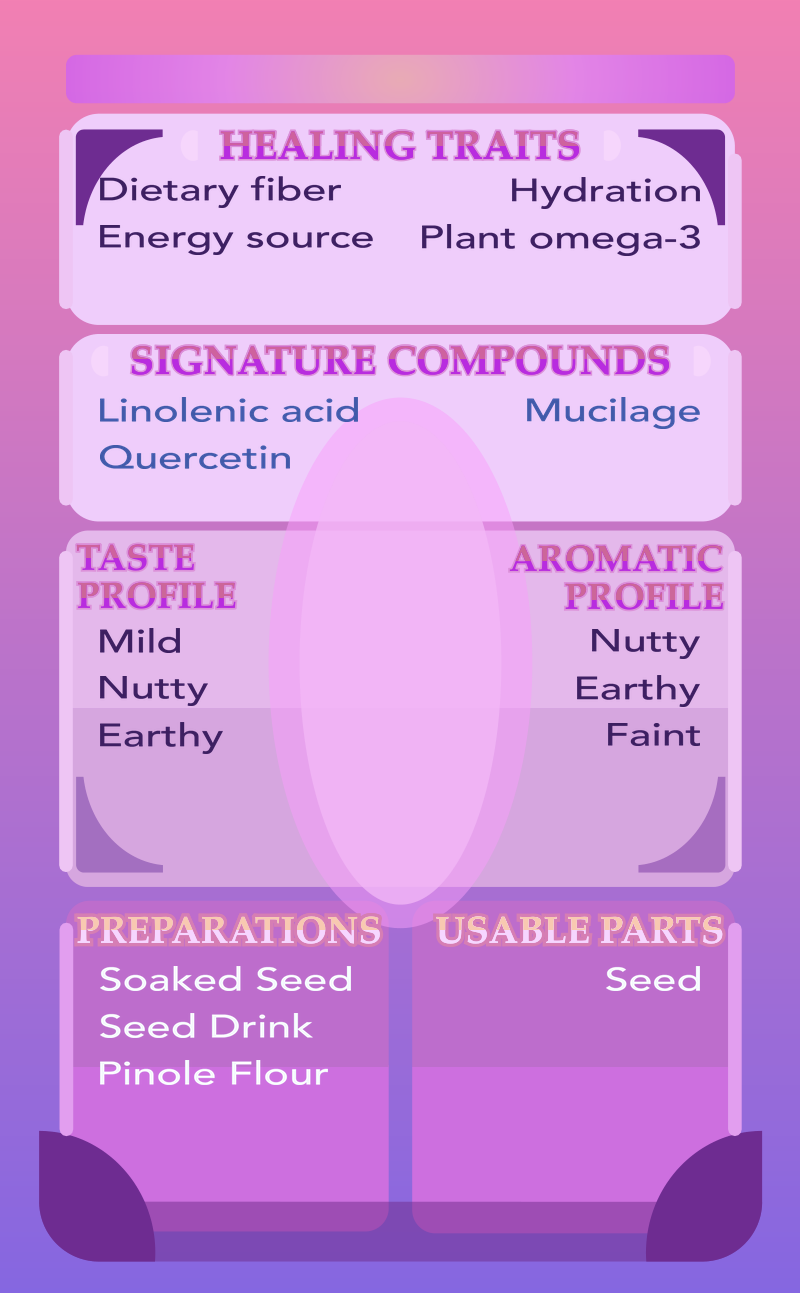 HEALING TRAITS
Dietary fiber
Hydration
Energy source
Plant omega-3
SIGNATURE COMPOUNDS
Linolenic acid
Mucilage
Quercetin
TASTE
PROFILE
Mild
Nutty
Earthy
AROMATIC
PROFILE
Nutty
Earthy
Faint
PREPARATIONS
Soaked Seed
Seed Drink
Pinole Flour
USABLE PARTS
Seed